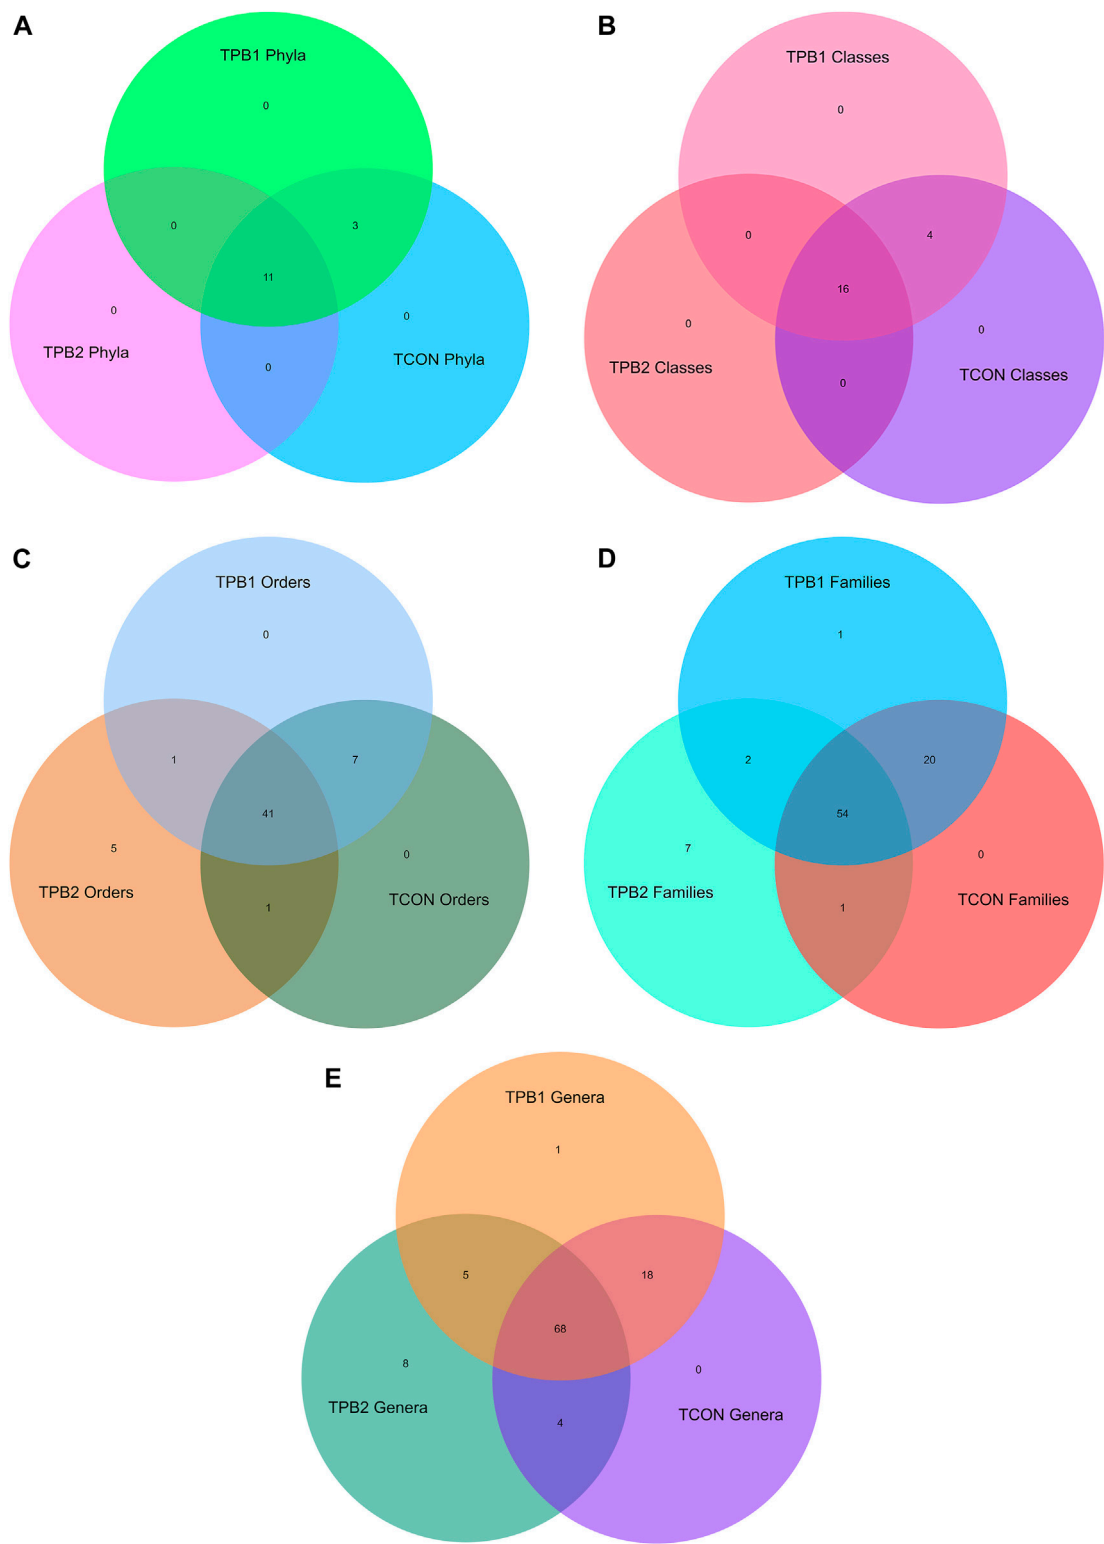 A
TPB1 Phyla
0
0
3
11
0
0
TPB2 Phyla
TCON Phyla
0
B
TPB1 Classes
0
0
4
16
0
0
TPB2 Classes
TCON Classes
0
C
TPB1 Orders
0
1
7
41
5
0
TPB2 Orders
TCON Orders
1
D
TPB1 Families
1
2
20
54
7
0
TPB2 Families
TCON Families
1
E
TPB1 Genera
1
5
18
68
8
0
TPB2 Genera
TCON Genera
4